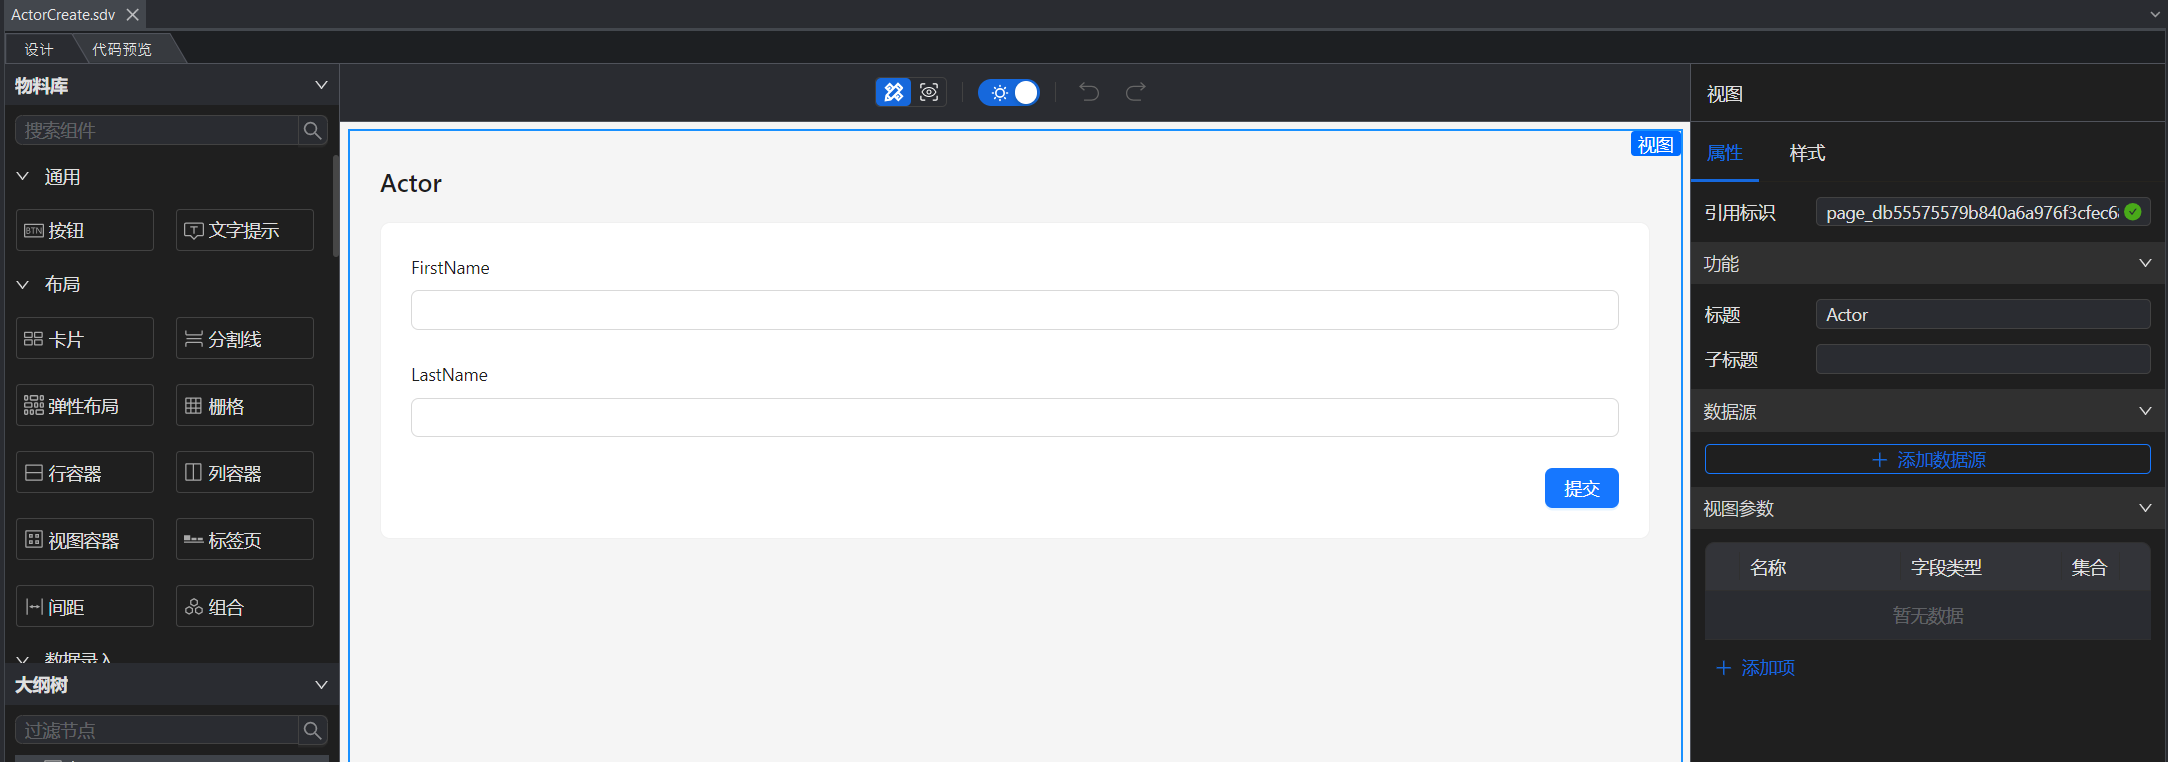 ActorCreate.sdv
设计
代码预览
物料库
搜索组件
通用
BTN 按钮
T 文字提示
布局
卡片
分割线
弹性布局
栅格
行容器
列容器
视图容器
标签页
间距
组合
数据录入
大纲树
过滤节点
视图
Actor
FirstName
LastName
提交
视图
属性
样式
引用标识
page_db55575579b840a6a976f3cfec6
功能
标题
Actor
子标题
数据源
添加数据源
视图参数
名称
字段类型
集合
暂无数据
添加项